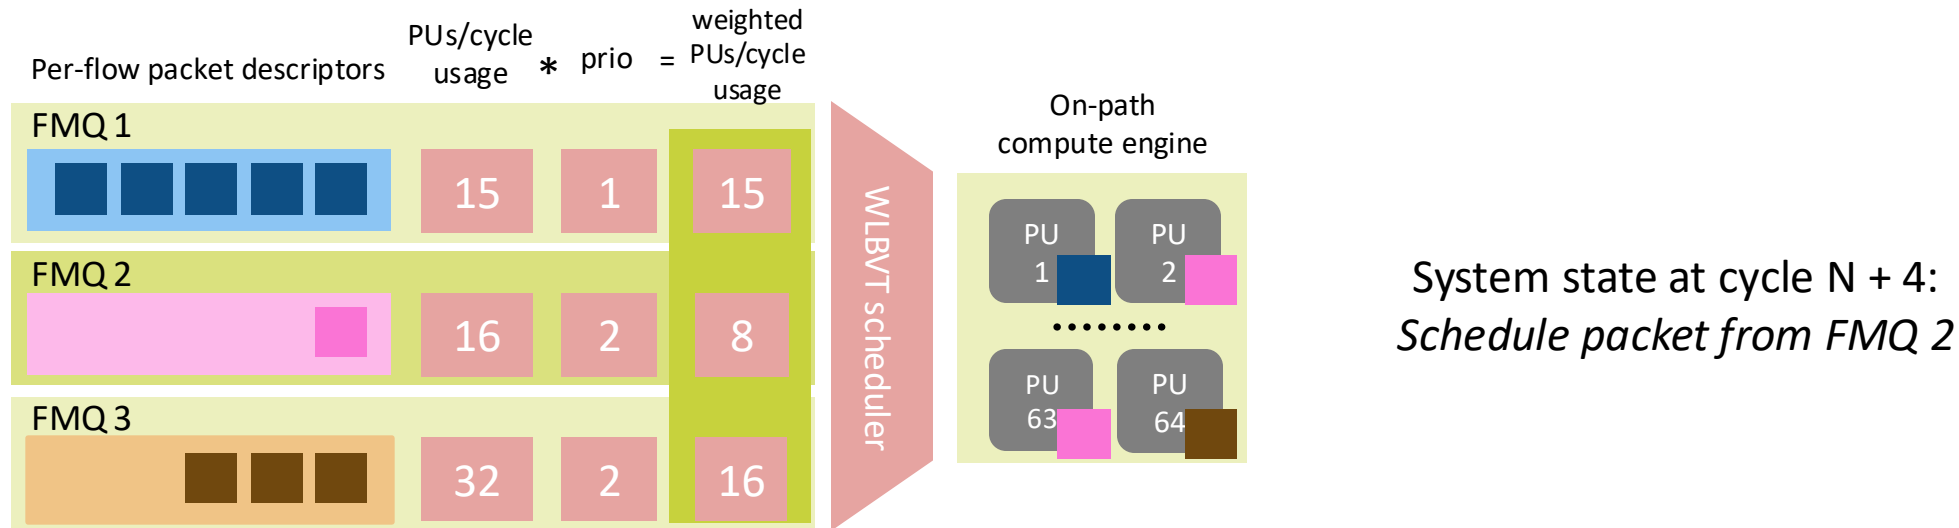 Per-flow packet descriptors
PUs/cycle
usage
*
prio
=
weighted
PUs/cycle
usage
FMQ 1
15
1
15
FMQ 2
16
2
8
FMQ 3
32
2
16
WLBVT scheduler
On-path
compute engine
PU
1
PU
2
........
PU
63
PU
64
System state at cycle N + 4:
Schedule packet from FMQ 2